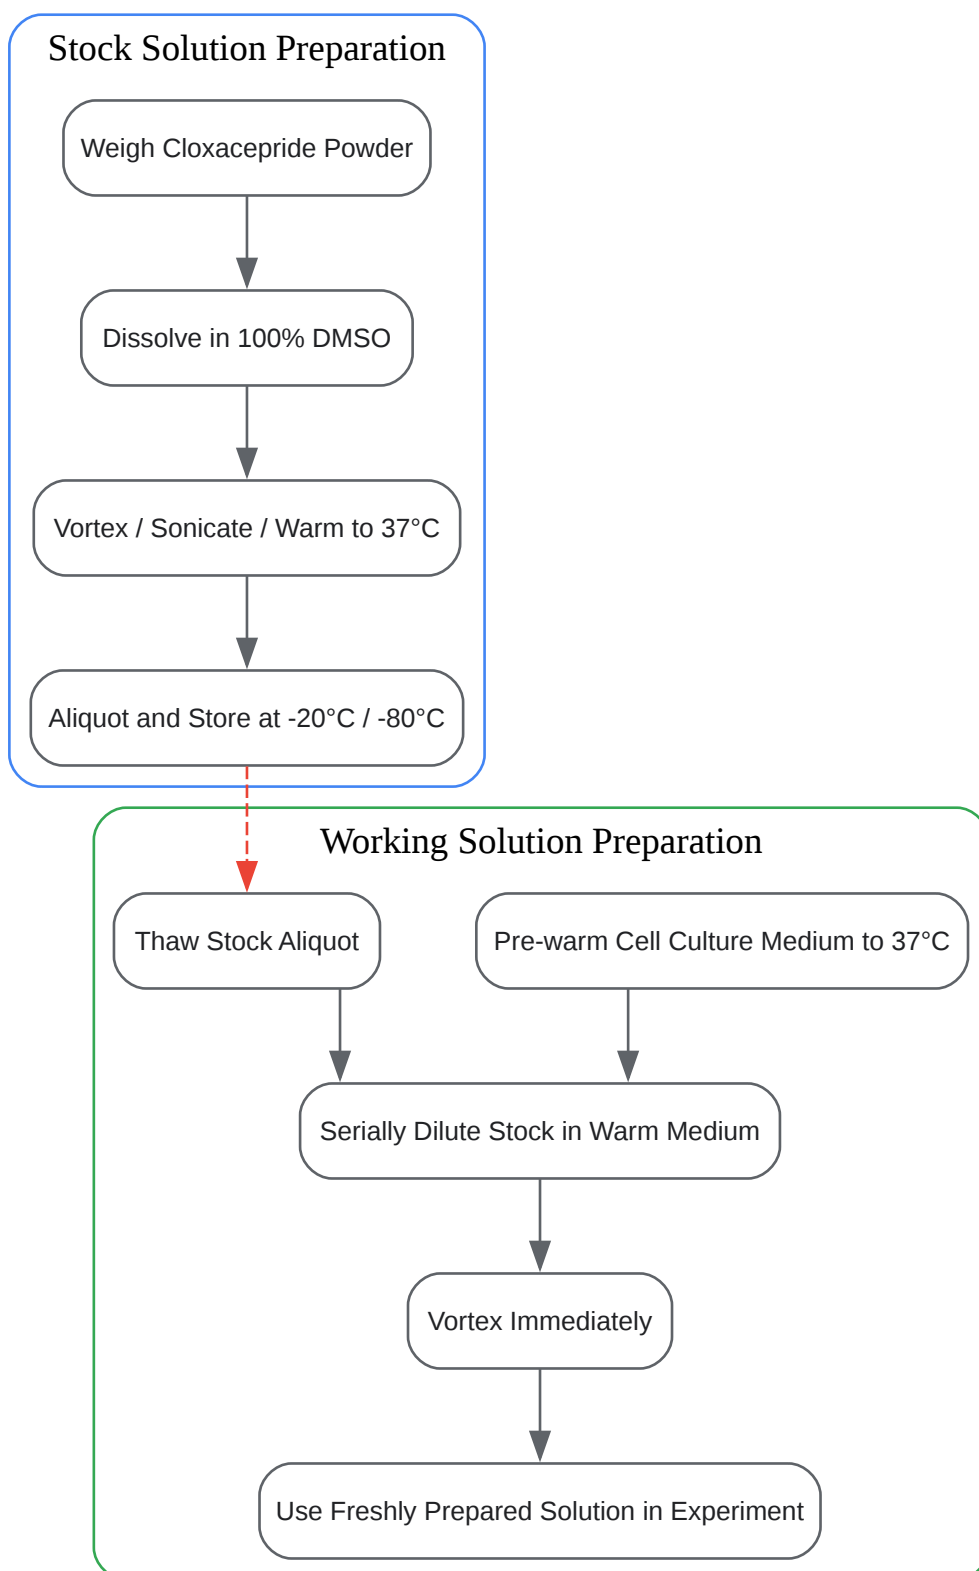 Stock Solution Preparation
Weigh Cloxacepride Powder
Dissolve in 100% DMSO
Vortex / Sonicate / Warm to 37°C
Aliquot and Store at -20°C / -80°C
Working Solution Preparation
Thaw Stock Aliquot
Pre-warm Cell Culture Medium to 37°C
Serially Dilute Stock in Warm Medium
Vortex Immediately
Use Freshly Prepared Solution in Experiment